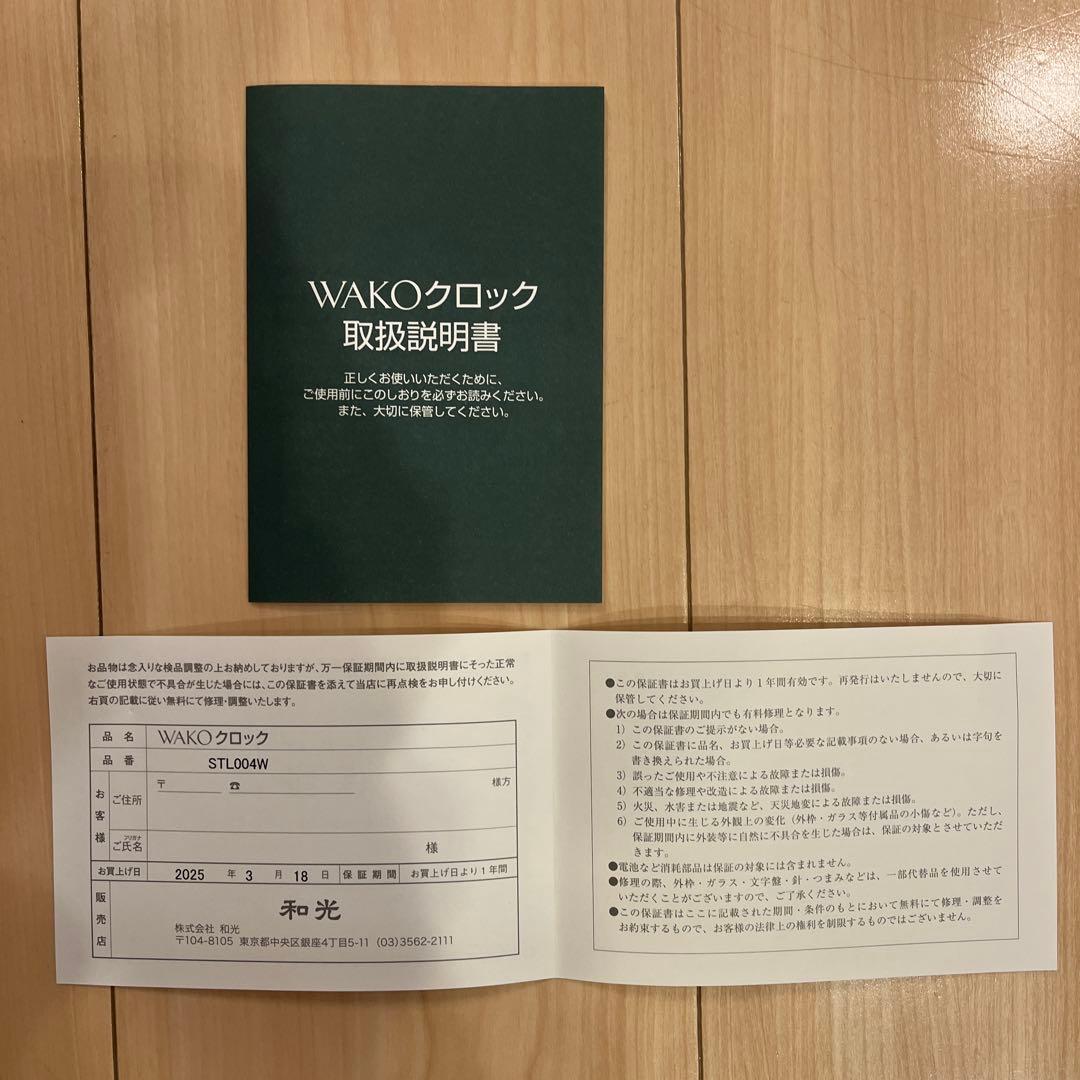 WAKOクロック
取扱説明書
正しくお使いいただくために、
ご使用前にこのしおりを必ずお読みください。
また、大切に保管してください。
お品物は念入りな検品調整の上お納めしておりますが、万一保証期間内に取扱説明書にそった正常
なご使用状態で不具合が生じた場合には、この保証書を添えて当店に再点検をお申し付けください。
右頁の記載に従い無料にて修理・調整いたします。
品名 WAKOクロック
品番 STL004W
お客様 ご住所 〒 ☎ 様方
フリガナ
ご氏名 様
お買上げ日 2025 年 3 月 18 日 保証期間 お買上げ日より1年間
販売店 和光
株式会社 和光
〒104-8105 東京都中央区銀座4丁目5-11 (03)3562-2111
●この保証書はお買上げ日より1年間有効です。再発行はいたしませんので、大切に
保管してください。
●次の場合は保証期間内でも有料修理となります。
1）この保証書のご提示がない場合。
2）この保証書に品名、お買上げ日等必要な記載事項のない場合、あるいは字句を
書き換えられた場合。
3）誤ったご使用や不注意による故障または損傷。
4）不適当な修理や改造による故障または損傷。
5）火災、水害または地震など、天災地変による故障または損傷。
6）ご使用中に生じる外観上の変化（外枠・ガラス等付属品の小傷など）。ただし、
保証期間内に外装等に自然に不具合を生じた場合は、保証の対象とさせていただ
きます。
●電池など消耗部品は保証の対象には含まれません。
●修理の際、外枠・ガラス・文字盤・針・つまみなどは、一部代替品を使用させて
いただくことがございますので、ご了承ください。
●この保証書はここに記載された期間・条件のもとにおいて無料にて修理・調整を
お約束するもので、お客様の法律上の権利を制限するものではございません。